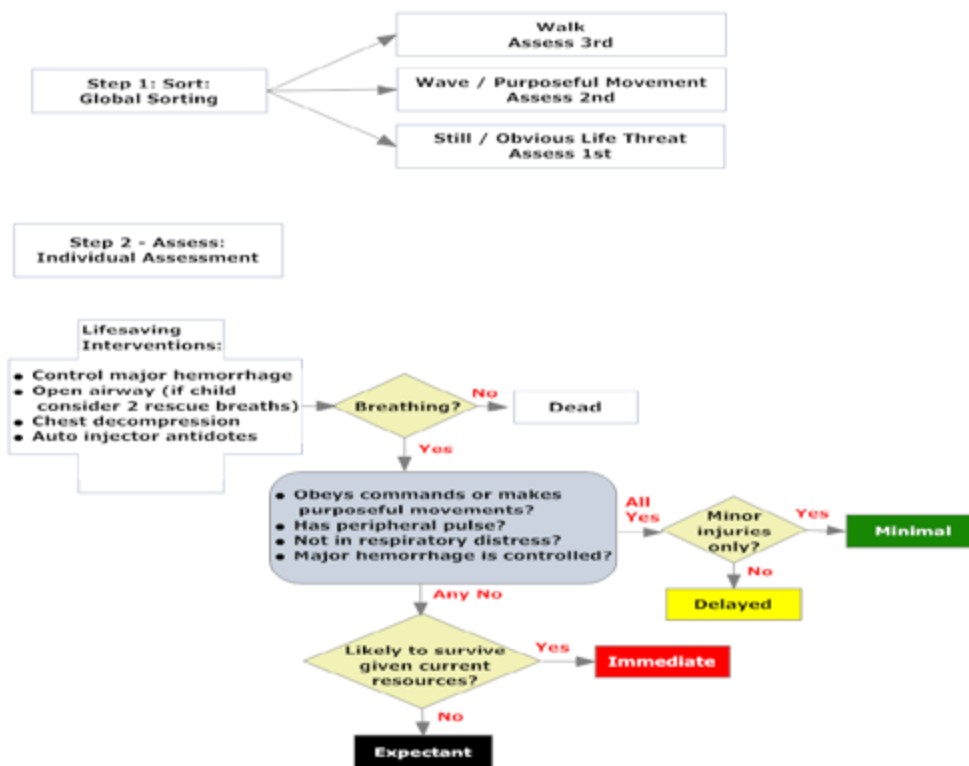 Walk
Assess 3rd
Step 1: Sort:
Global Sorting
Wave / Purposeful Movement
Assess 2nd
Still / Obvious Life Threat
Assess 1st
Step 2 - Assess:
Individual Assessment
Lifesaving
Interventions:
• Control major hemorrhage
• Open airway (if child
consider 2 rescue breaths)
• Chest decompression
• Auto injector antidotes
Breathing?
No
Dead
Yes
• Obeys commands or makes
purposeful movements?
• Has peripheral pulse?
• Not in respiratory distress?
• Major hemorrhage is controlled?
All
Yes
Minor
injuries
only?
Yes
Minimal
No
Delayed
Any No
Likely to survive
given current
resources?
Yes
Immediate
No
Expectant